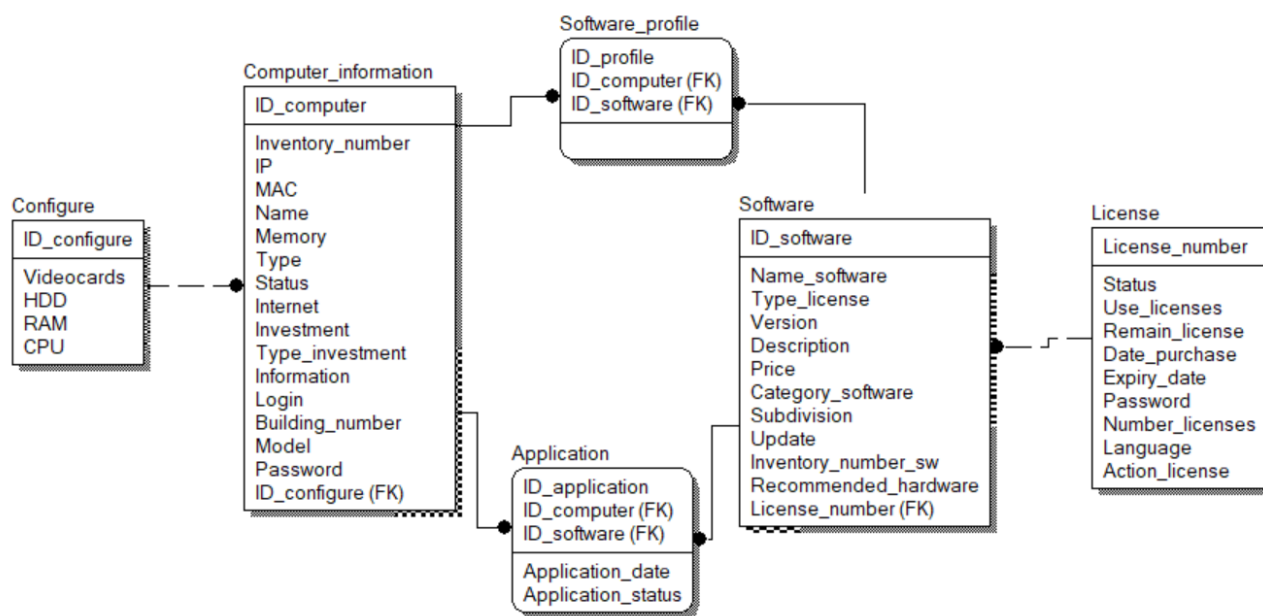 Software_profile
ID_profile
ID_computer (FK)
ID_software (FK)
Computer_information
ID_computer
Inventory_number
IP
MAC
Name
Memory
Type
Status
Internet
Investment
Type_investment
Information
Login
Building_number
Model
Password
ID_configure (FK)
Configure
ID_configure
Videocards
HDD
RAM
CPU
Software
ID_software
Name_software
Type_license
Version
Description
Price
Category_software
Subdivision
Update
Inventory_number_sw
Recommended_hardware
License_number (FK)
License
License_number
Status
Use_licenses
Remain_license
Date_purchase
Expiry_date
Password
Number_licenses
Language
Action_license
Application
ID_application
ID_computer (FK)
ID_software (FK)
Application_date
Application_status